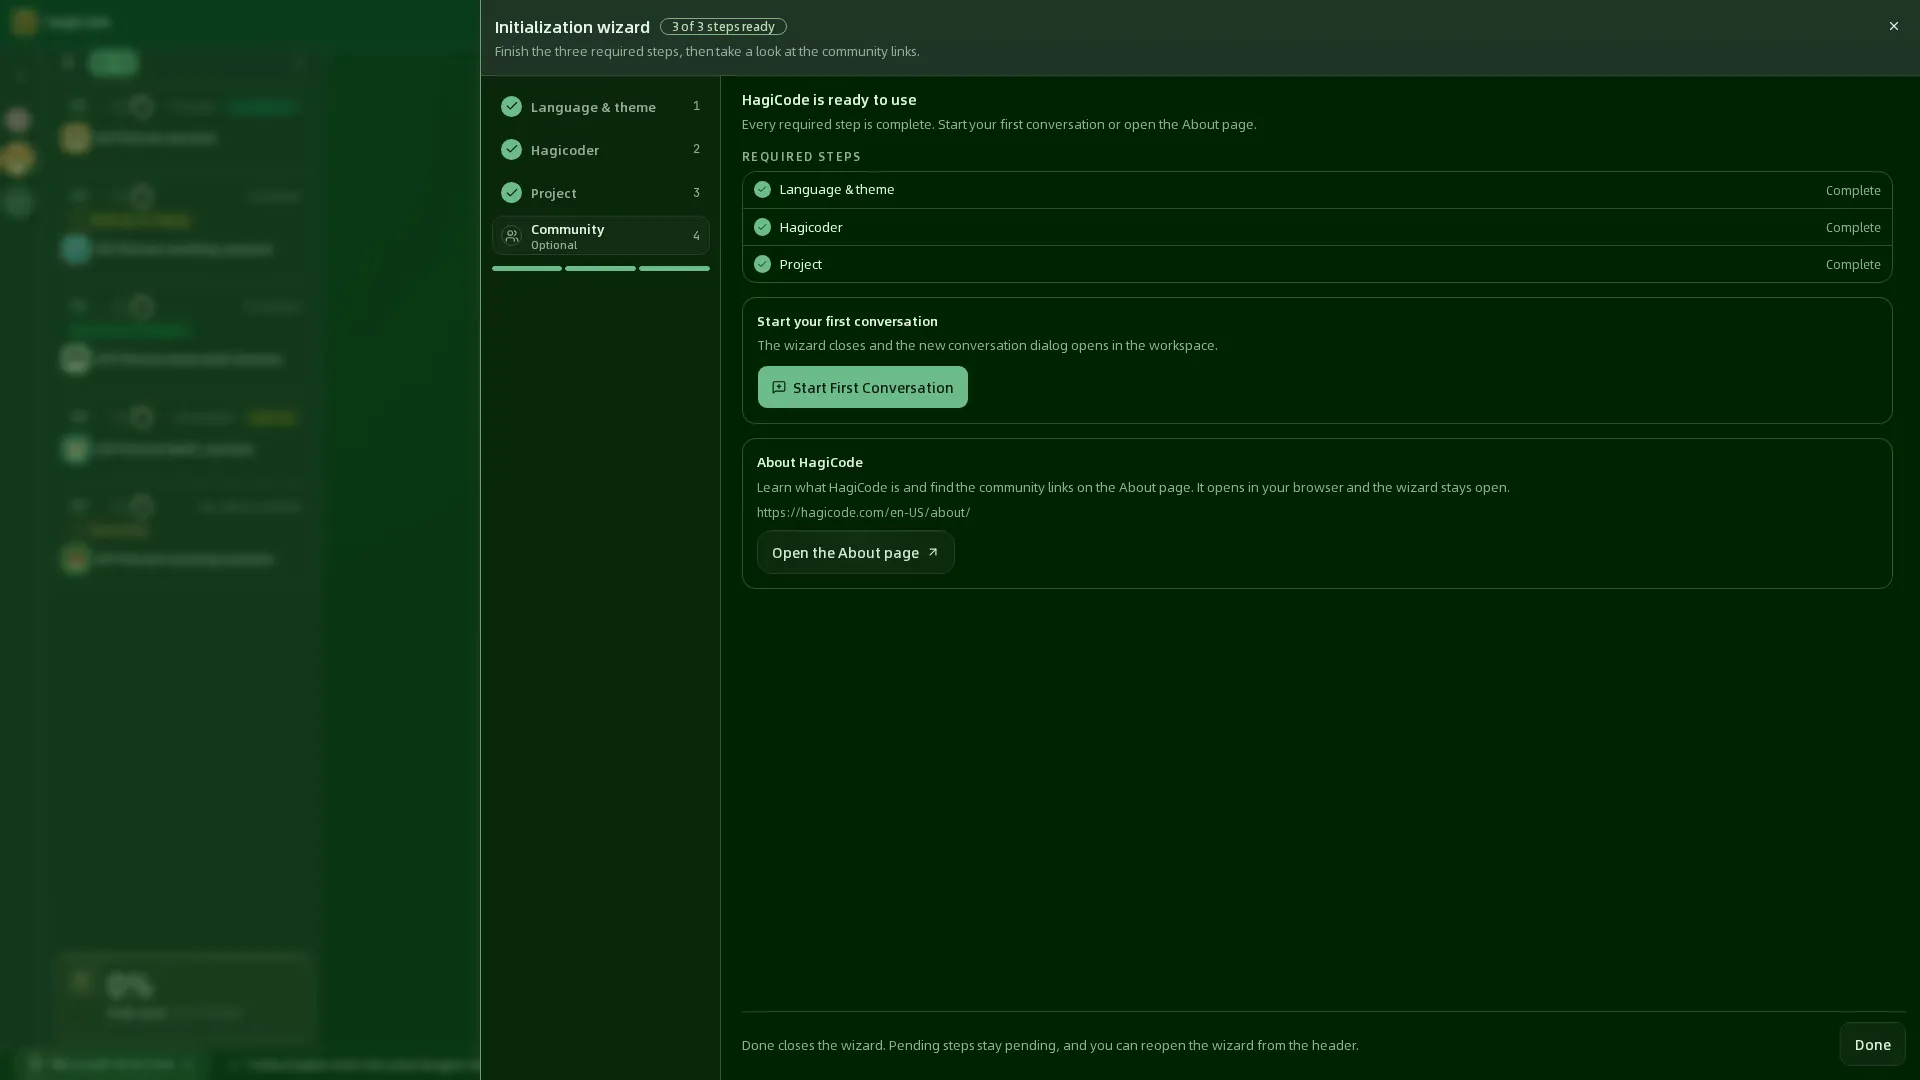 Initialization wizard
3 of 3 steps ready
Finish the three required steps, then take a look at the community links.
Language & theme 1
Hagicoder 2
Project 3
Community
Optional
4
HagiCode is ready to use
Every required step is complete. Start your first conversation or open the About page.
REQUIRED STEPS
Language & theme Complete
Hagicoder Complete
Project Complete
Start your first conversation
The wizard closes and the new conversation dialog opens in the workspace.
Start First Conversation
About HagiCode
Learn what HagiCode is and find the community links on the About page. It opens in your browser and the wizard stays open.
https://hagicode.com/en-US/about/
Open the About page
Done closes the wizard. Pending steps stay pending, and you can reopen the wizard from the header.
Done